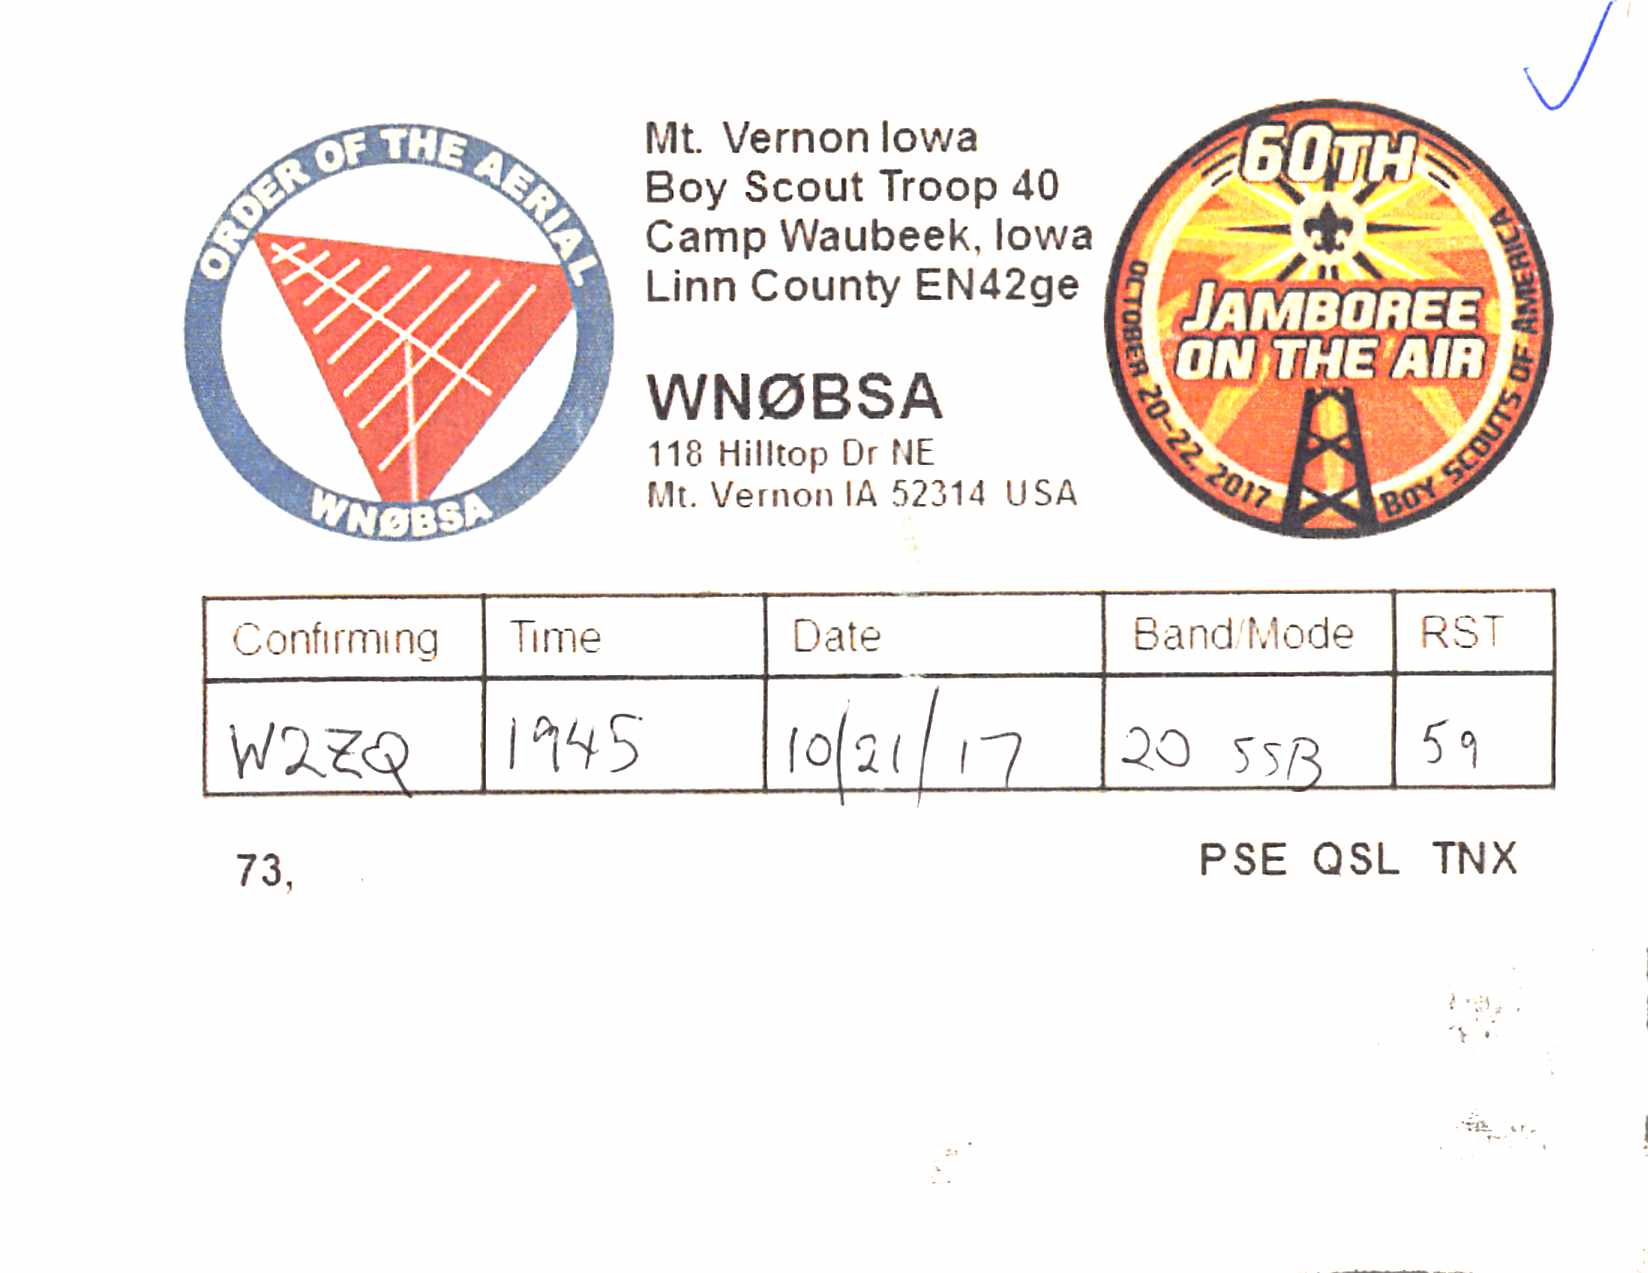 ORDER OF THE AERIAL
WNØBSA
Mt. Vernon Iowa
Boy Scout Troop 40
Camp Waubeek, Iowa
Linn County EN42ge
WNØBSA
118 Hilltop Dr NE
Mt. Vernon IA 52314 USA
60TH
JAMBOREE
ON THE AIR
OCTOBER 20-22, 2017
BOY SCOUTS OF AMERICA
Confirming Time Date Band/Mode RST
W2ZQ 1945 10/21/17 20 SSB 59
73,
PSE QSL TNX